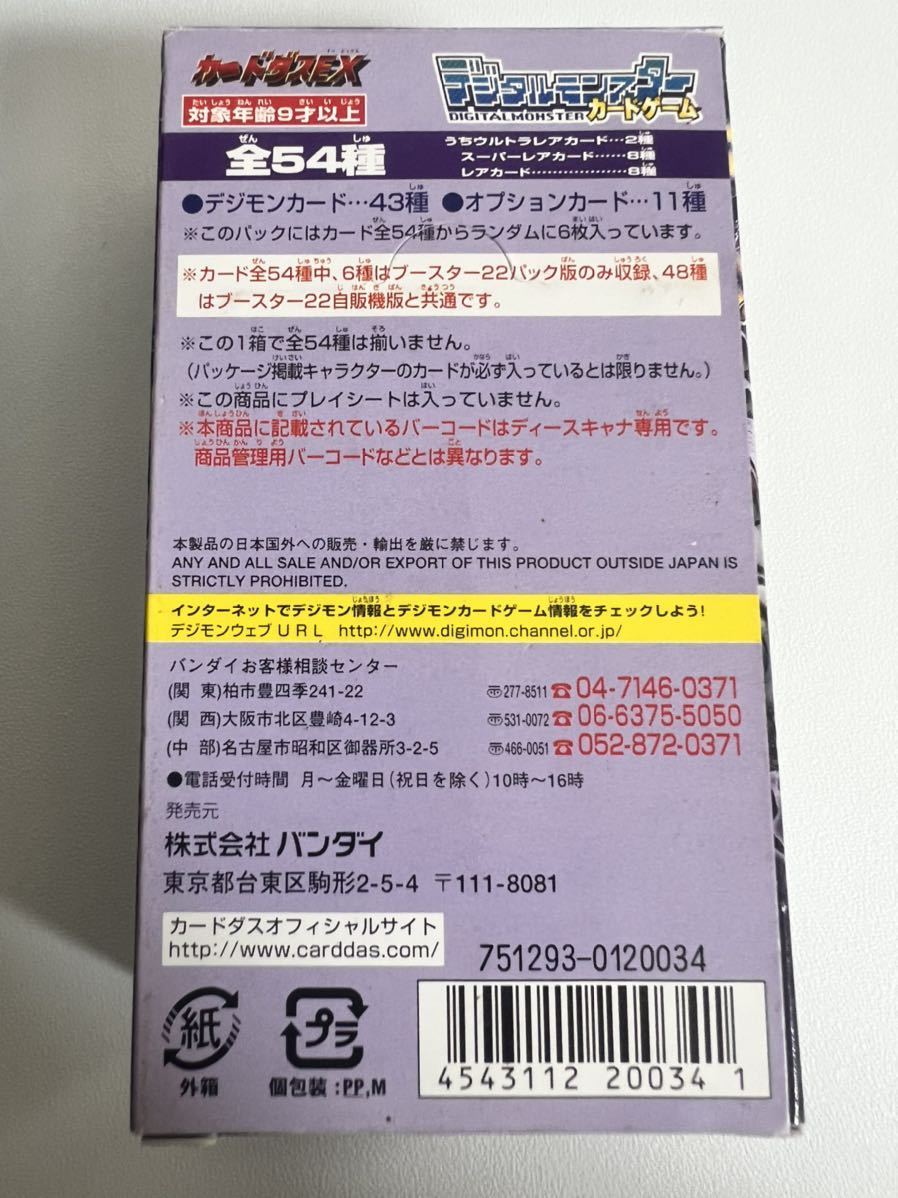 カードダスEX
対象年齢9才以上
デジタルモンスター
DIGITAL MONSTER カードゲーム
全54種
うちウルトラレアカード…2種
スーパーレアカード……8種
レアカード………………8種
●デジモンカード…43種 ●オプションカード…11種
※このパックにはカード全54種からランダムに6枚入っています。
※カード全54種中、6種はブースター22パック版のみ収録、48種
はブースター22自販機版と共通です。
※この1箱で全54種は揃いません。
（パッケージ掲載キャラクターのカードが必ず入っているとは限りません。）
※この商品にプレイシートは入っていません。
※本商品に記載されているバーコードはディースキャナ専用です。
商品管理用バーコードなどとは異なります。
本製品の日本国外への販売・輸出を厳に禁じます。
ANY AND ALL SALE AND/OR EXPORT OF THIS PRODUCT OUTSIDE JAPAN IS
STRICTLY PROHIBITED.
インターネットでデジモン情報とデジモンカードゲーム情報をチェックしよう！
デジモンウェブURL http://www.digimon.channel.or.jp/
バンダイお客様相談センター
(関 東)柏市豊四季241-22 〒277-8511 ☎04-7146-0371
(関 西)大阪市北区豊崎4-12-3 〒531-0072 ☎06-6375-5050
(中 部)名古屋市昭和区御器所3-2-5 〒466-0051 ☎052-872-0371
●電話受付時間 月～金曜日(祝日を除く)10時～16時
発売元
株式会社 バンダイ
東京都台東区駒形2-5-4 〒111-8081
カードダスオフィシャルサイト
http://www.carddas.com/
751293-0120034
紙
外箱
プラ
個包装：PP,M
4543112 20034 1